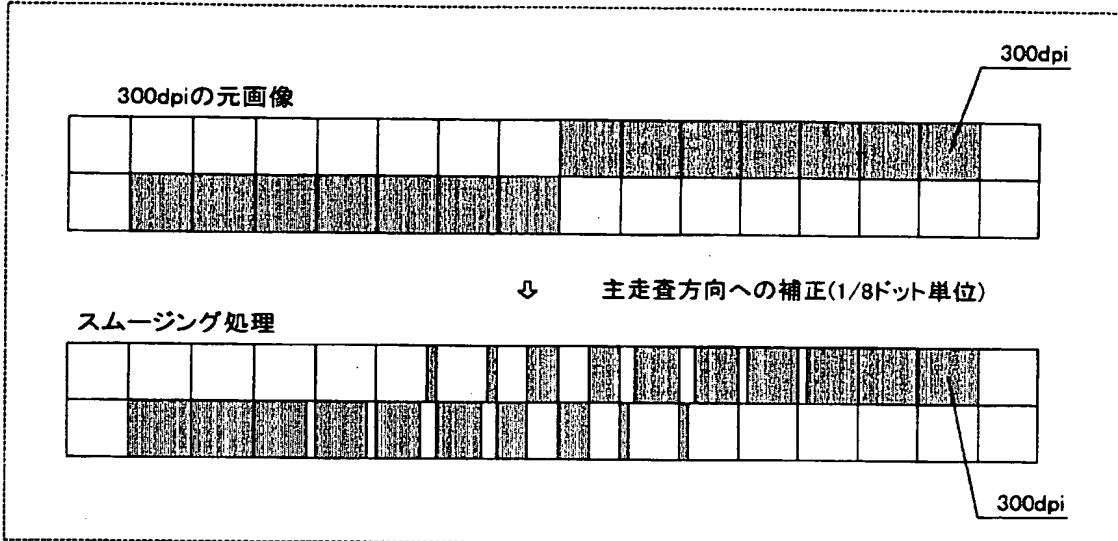 300dpi
300dpiの元画像
⇩ 主走査方向への補正(1/8ドット単位)
スムージング処理
300dpi